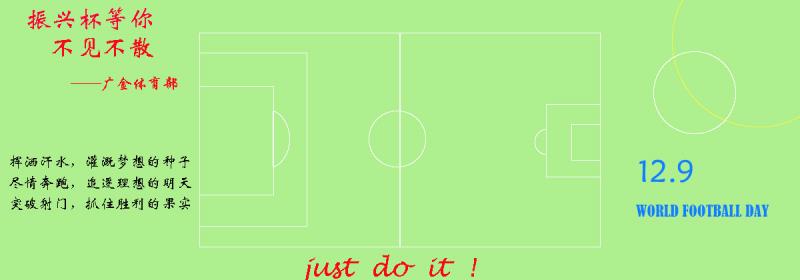 振兴杯等你
不见不散
——广金体育部
挥洒汗水，灌溉梦想的种子
尽情奔跑，追逐理想的明天
突破射门，抓住胜利的果实
12.9
WORLD FOOTBALL DAY
just do it !